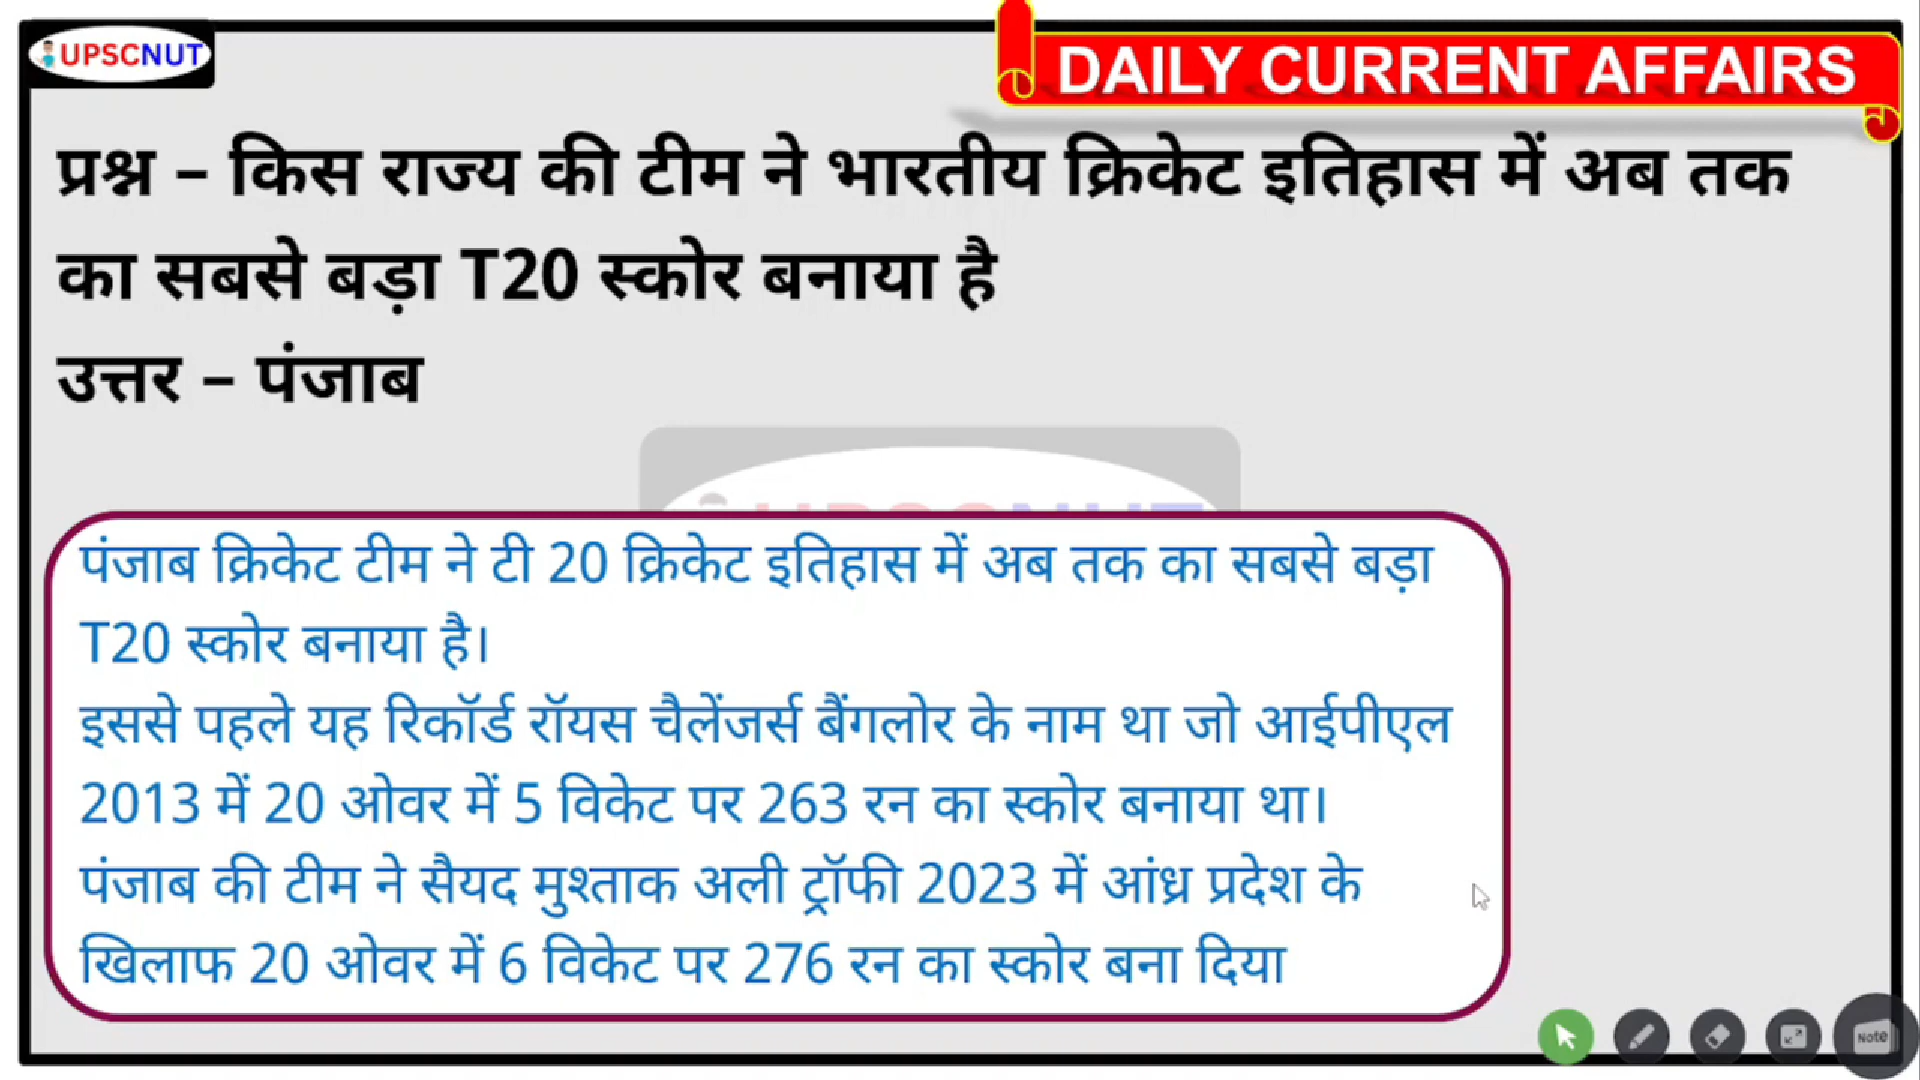 UPSCNUT
DAILY CURRENT AFFAIRS
प्रश्न – किस राज्य की टीम ने भारतीय क्रिकेट इतिहास में अब तक
का सबसे बड़ा T20 स्कोर बनाया है
उत्तर – पंजाब
पंजाब क्रिकेट टीम ने टी 20 क्रिकेट इतिहास में अब तक का सबसे बड़ा
T20 स्कोर बनाया है।
इससे पहले यह रिकॉर्ड रॉयस चैलेंजर्स बैंगलोर के नाम था जो आईपीएल
2013 में 20 ओवर में 5 विकेट पर 263 रन का स्कोर बनाया था।
पंजाब की टीम ने सैयद मुश्ताक अली ट्रॉफी 2023 में आंध्र प्रदेश के
खिलाफ 20 ओवर में 6 विकेट पर 276 रन का स्कोर बना दिया
Note